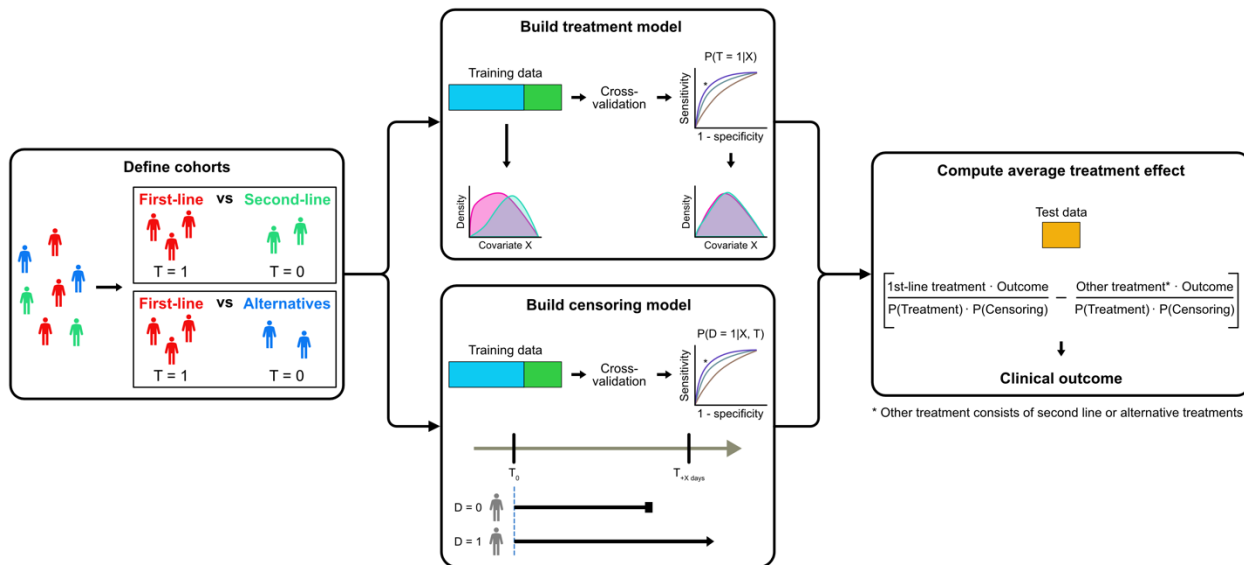 Define cohorts
First-line vs Second-line
T = 1 T = 0
First-line vs Alternatives
T = 1 T = 0
Build treatment model
Training data
Cross-
validation
P(T = 1|X)
Sensitivity
*
1 - specificity
Density
Covariate X
Density
Covariate X
Build censoring model
Training data
Cross-
validation
P(D = 1|X, T)
Sensitivity
*
1 - specificity
T0
T+X days
D = 0
D = 1
Compute average treatment effect
Test data
1st-line treatment · Outcome − Other treatment* · Outcome
P(Treatment) · P(Censoring) P(Treatment) · P(Censoring)
Clinical outcome
* Other treatment consists of second line or alternative treatments